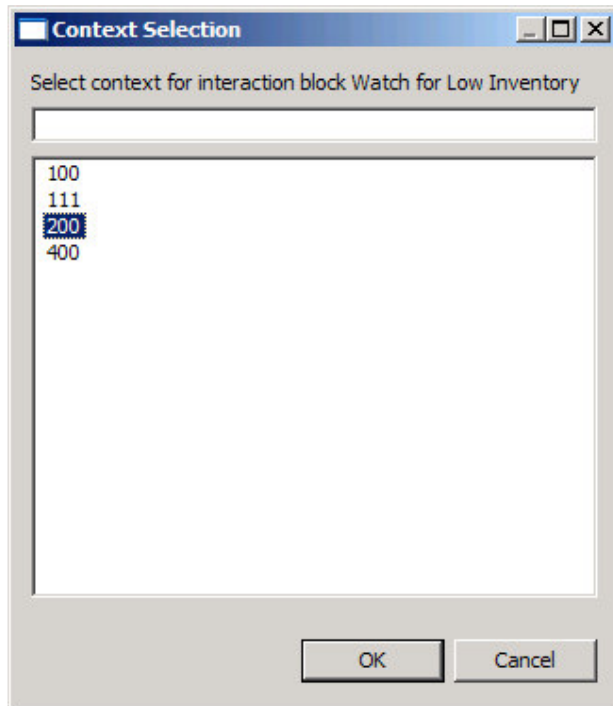 Context Selection
Select context for interaction block Watch for Low Inventory
100
111
200
400
OK
Cancel